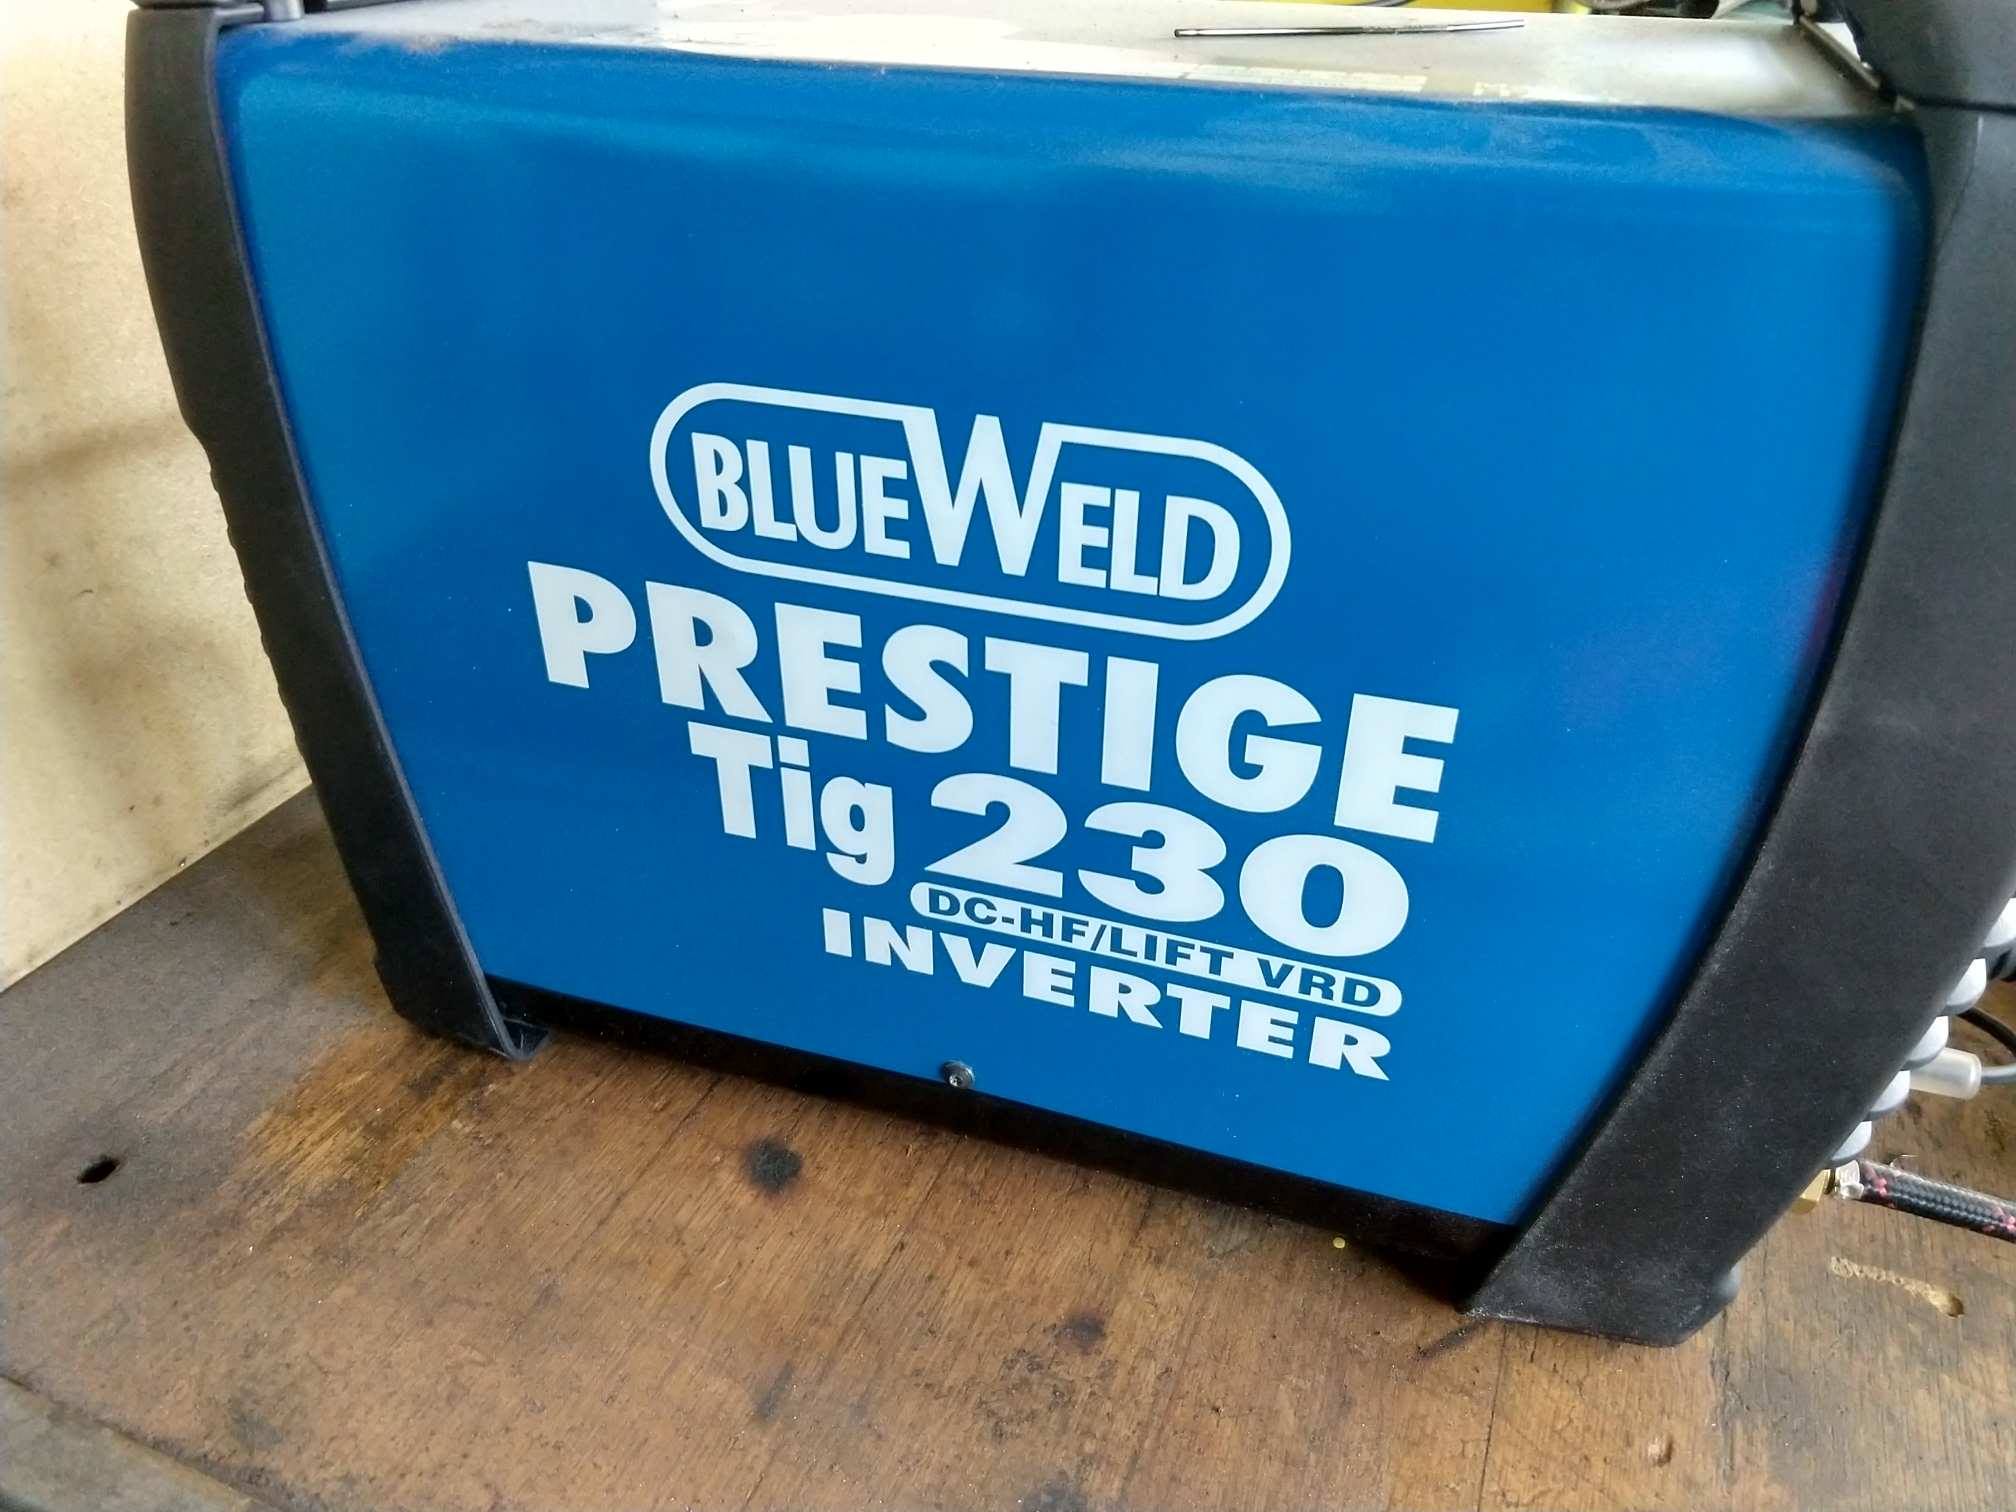 BLUEWELD
PRESTIGE
Tig 230
DC-HF/LIFT VRD
INVERTER